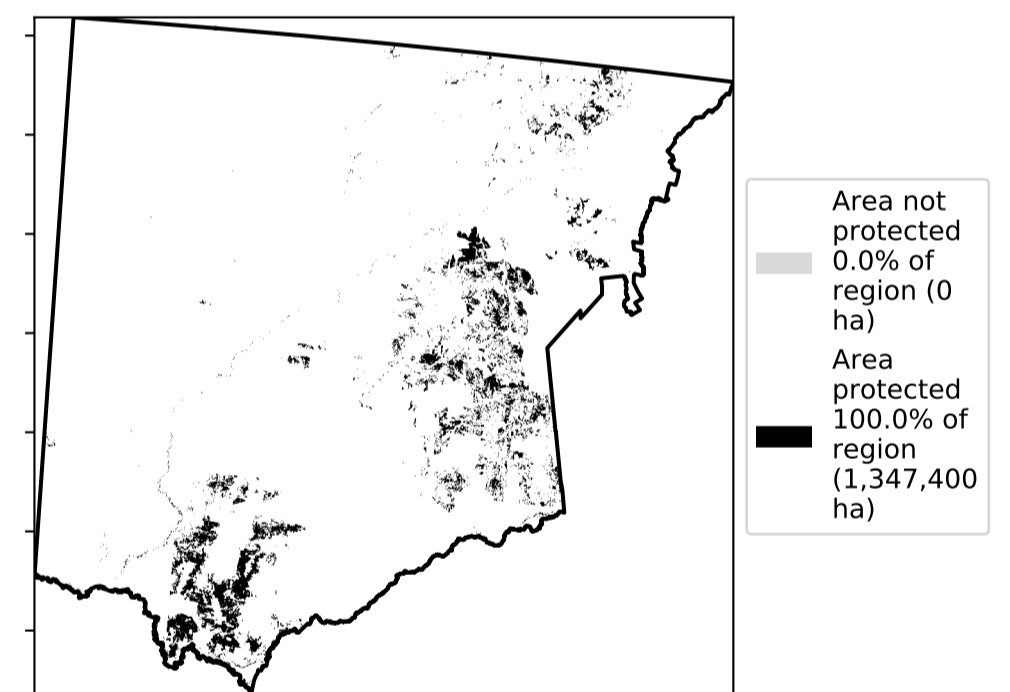 Area not
protected
0.0% of
region (0
ha)
Area
protected
100.0% of
region
(1,347,400
ha)